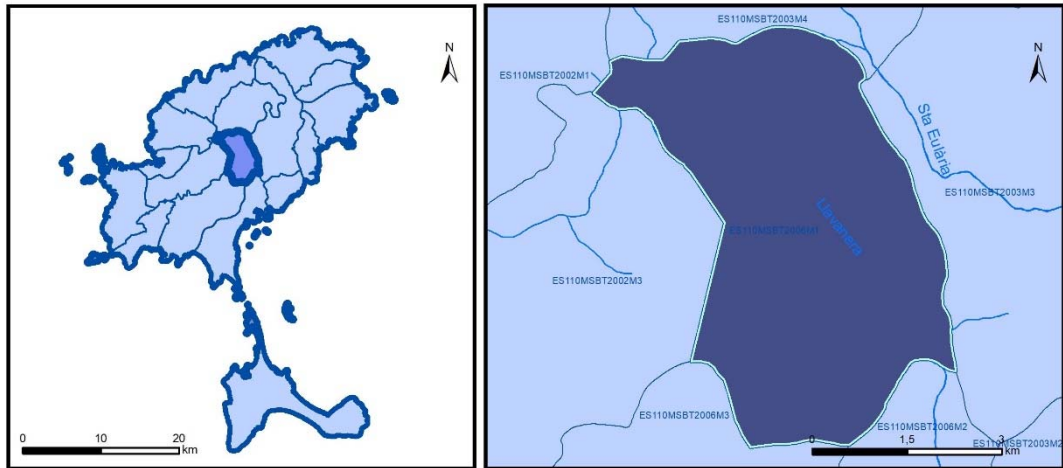 N
0 10 20
km
ES110MSBT2003M4
N
ES110MSBT2002M1
Sta Eulària
ES110MSBT2003M3
Llavanera
ES110MSBT2006M1
ES110MSBT2002M3
ES110MSBT2006M3
ES110MSBT2006M2
ES110MSBT2003M2
0 1,5 3
km